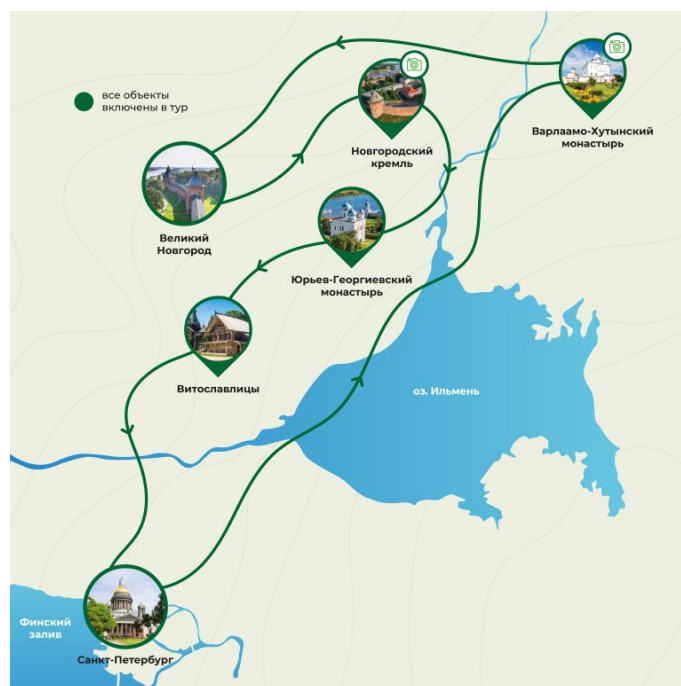 все объекты
включены в тур
Новгородский
кремль
Варлаамо-Хутынский
монастырь
Великий
Новгород
Юрьев-Георгиевский
монастырь
Витославлицы
оз. Ильмень
Финский
залив
Санкт-Петербург